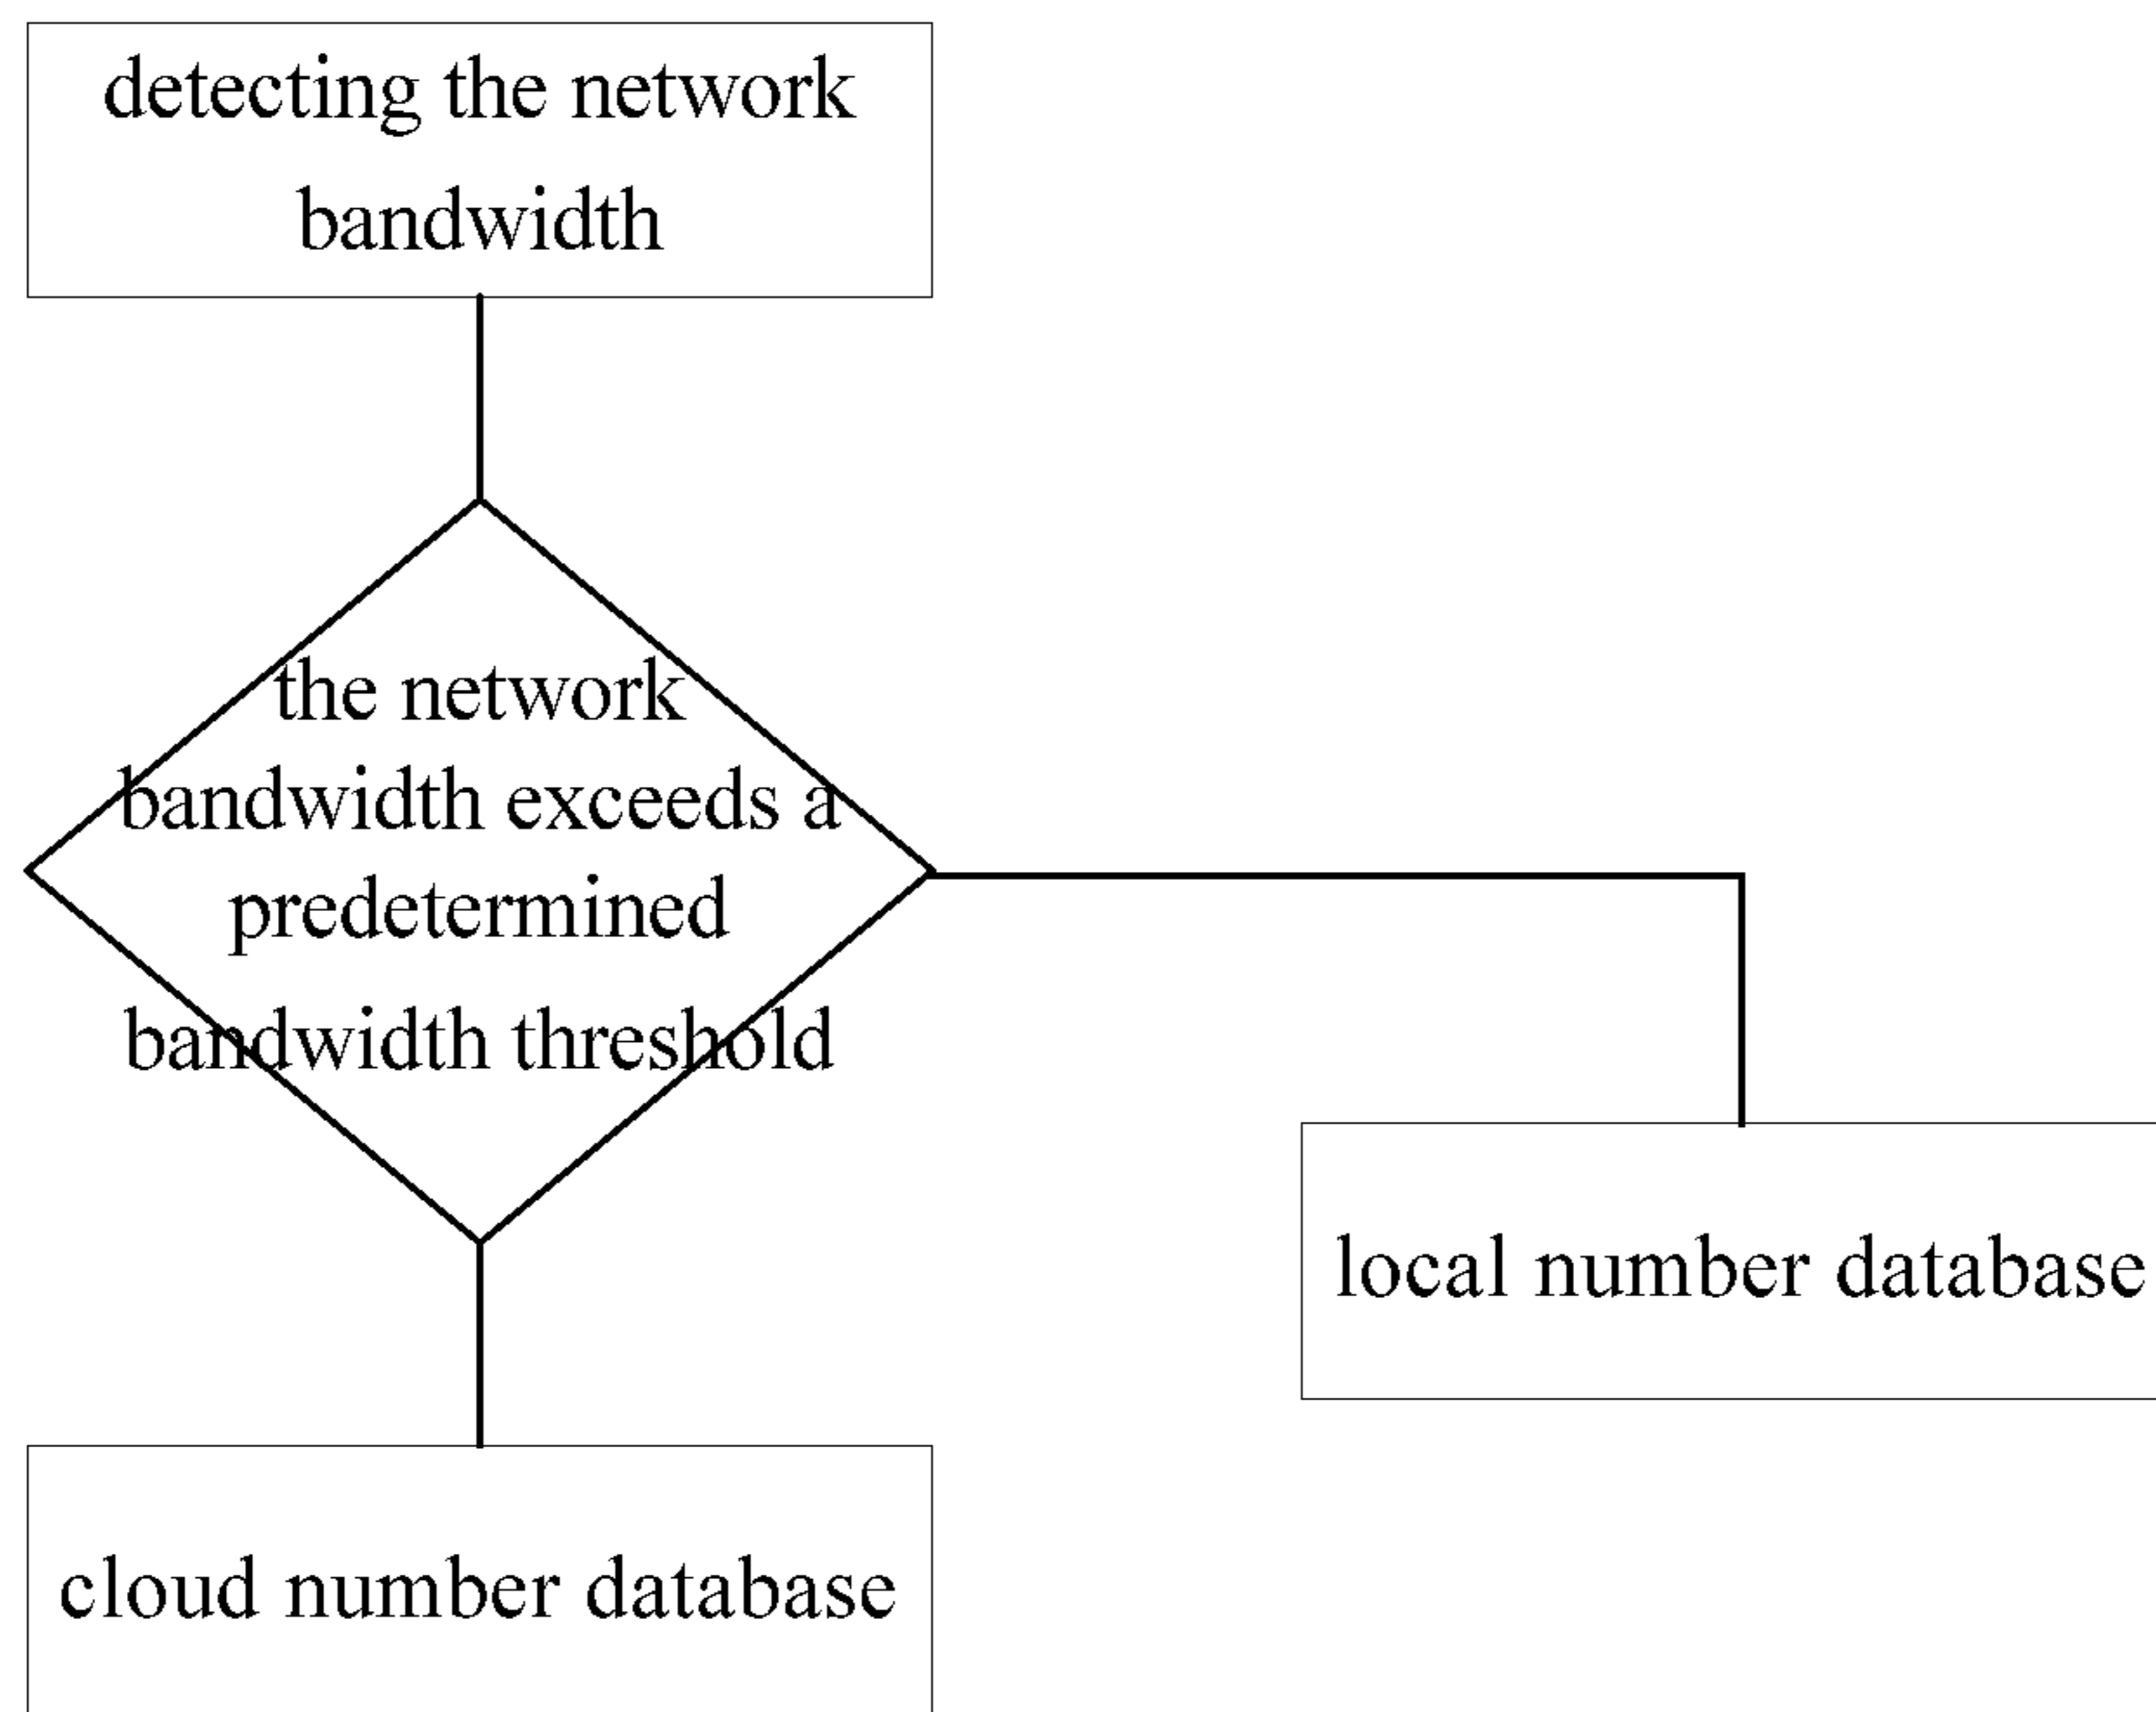 detecting the network
bandwidth
the network
bandwidth exceeds a
predetermined
bandwidth threshold
local number database
cloud number database